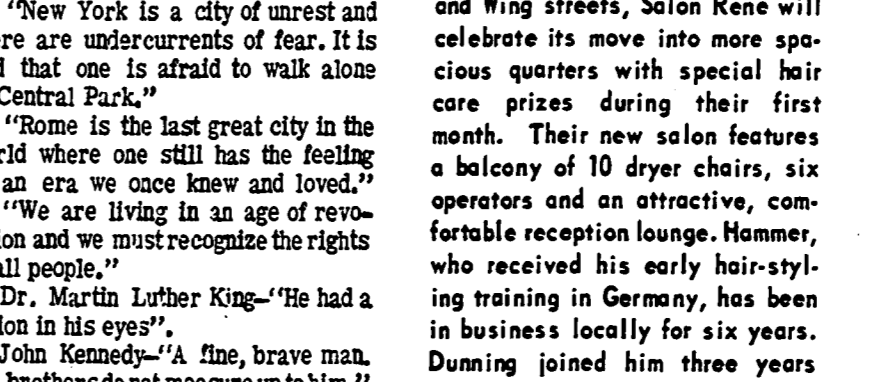 "New York is a city of unrest and
re are undercurrents of fear. It is
that one is afraid to walk alone
Central Park."
"Rome is the last great city in the
rld where one still has the feeling
an era we once knew and loved."
"We are living in an age of revo-
ion and we must recognize the rights
all people."
Dr. Martin Luther King—"He had a
ion in his eyes".
John Kennedy—"A fine, brave man.
brothers do not measure up to him."
and Wing streets, Salon Rene will
celebrate its move into more spa-
cious quarters with special hair
care prizes during their first
month. Their new salon features
a balcony of 10 dryer chairs, six
operators and an attractive, com-
fortable reception lounge. Hammer,
who received his early hair-styl-
ing training in Germany, has been
in business locally for six years.
Dunning joined him three years